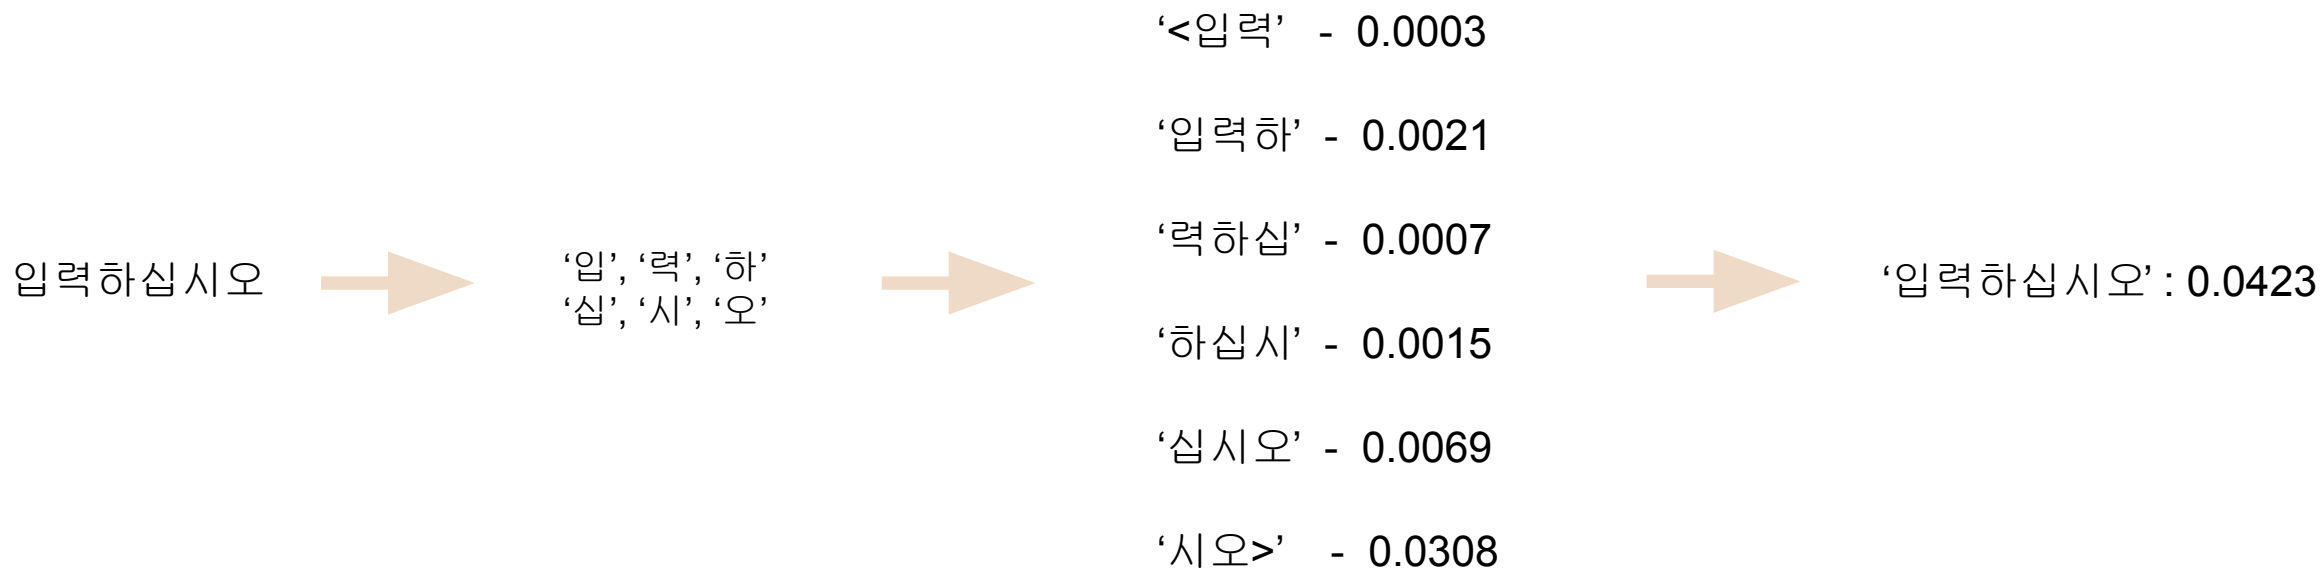 입력하십시오
‘입’, ‘력’, ‘하’
‘십’, ‘시’, ‘오’
‘<입력’ - 0.0003
‘입력하’ - 0.0021
‘력하십’ - 0.0007
‘하십시’ - 0.0015
‘십시오’ - 0.0069
‘시오>’ - 0.0308
‘입력하십시오’ : 0.0423